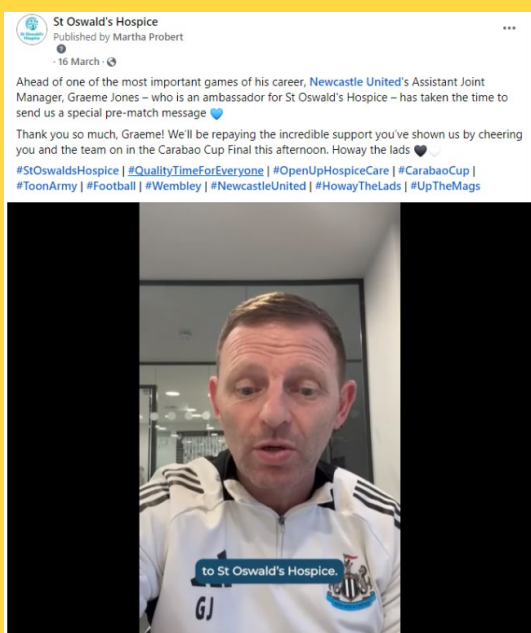 St Oswald's Hospice
Published by Martha Probert
· 16 March ·
Ahead of one of the most important games of his career, Newcastle United's Assistant Joint
Manager, Graeme Jones – who is an ambassador for St Oswald's Hospice – has taken the time to
send us a special pre-match message 🩵
Thank you so much, Graeme! We'll be repaying the incredible support you've shown us by cheering
you and the team on in the Carabao Cup Final this afternoon. Howay the lads 🖤🤍
#StOswaldsHospice | #QualityTimeForEveryone | #OpenUpHospiceCare | #CarabaoCup |
#ToonArmy | #Football | #Wembley | #NewcastleUnited | #HowayTheLads | #UpTheMags
to St Oswald's Hospice.
GJ